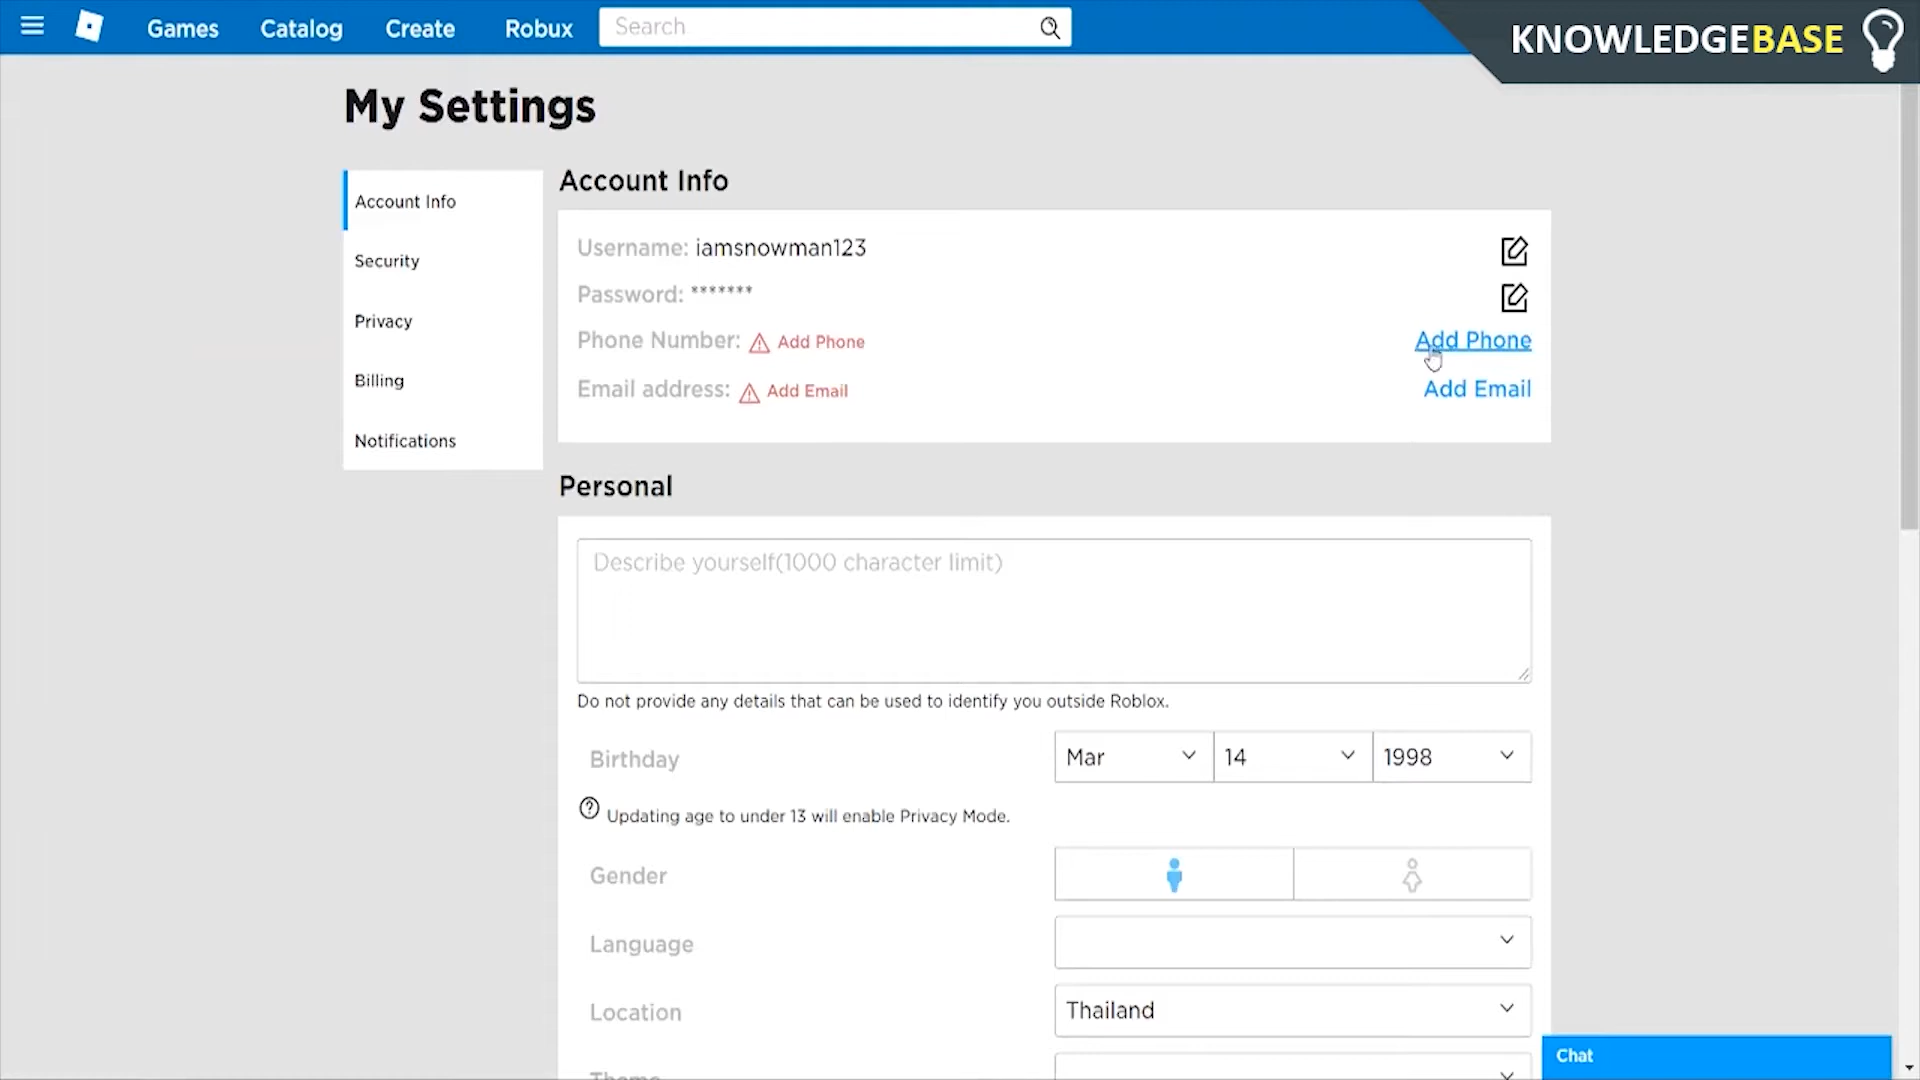 Games Catalog Create Robux Search
KNOWLEDGEBASE
My Settings
Account Info
Security
Privacy
Billing
Notifications
Account Info
Username: iamsnowman123
Password: *******
Phone Number: Add Phone Add Phone
Email address: Add Email Add Email
Personal
Describe yourself(1000 character limit)
Do not provide any details that can be used to identify you outside Roblox.
Birthday Mar 14 1998
Updating age to under 13 will enable Privacy Mode.
Gender
Language
Location Thailand
Theme
Chat